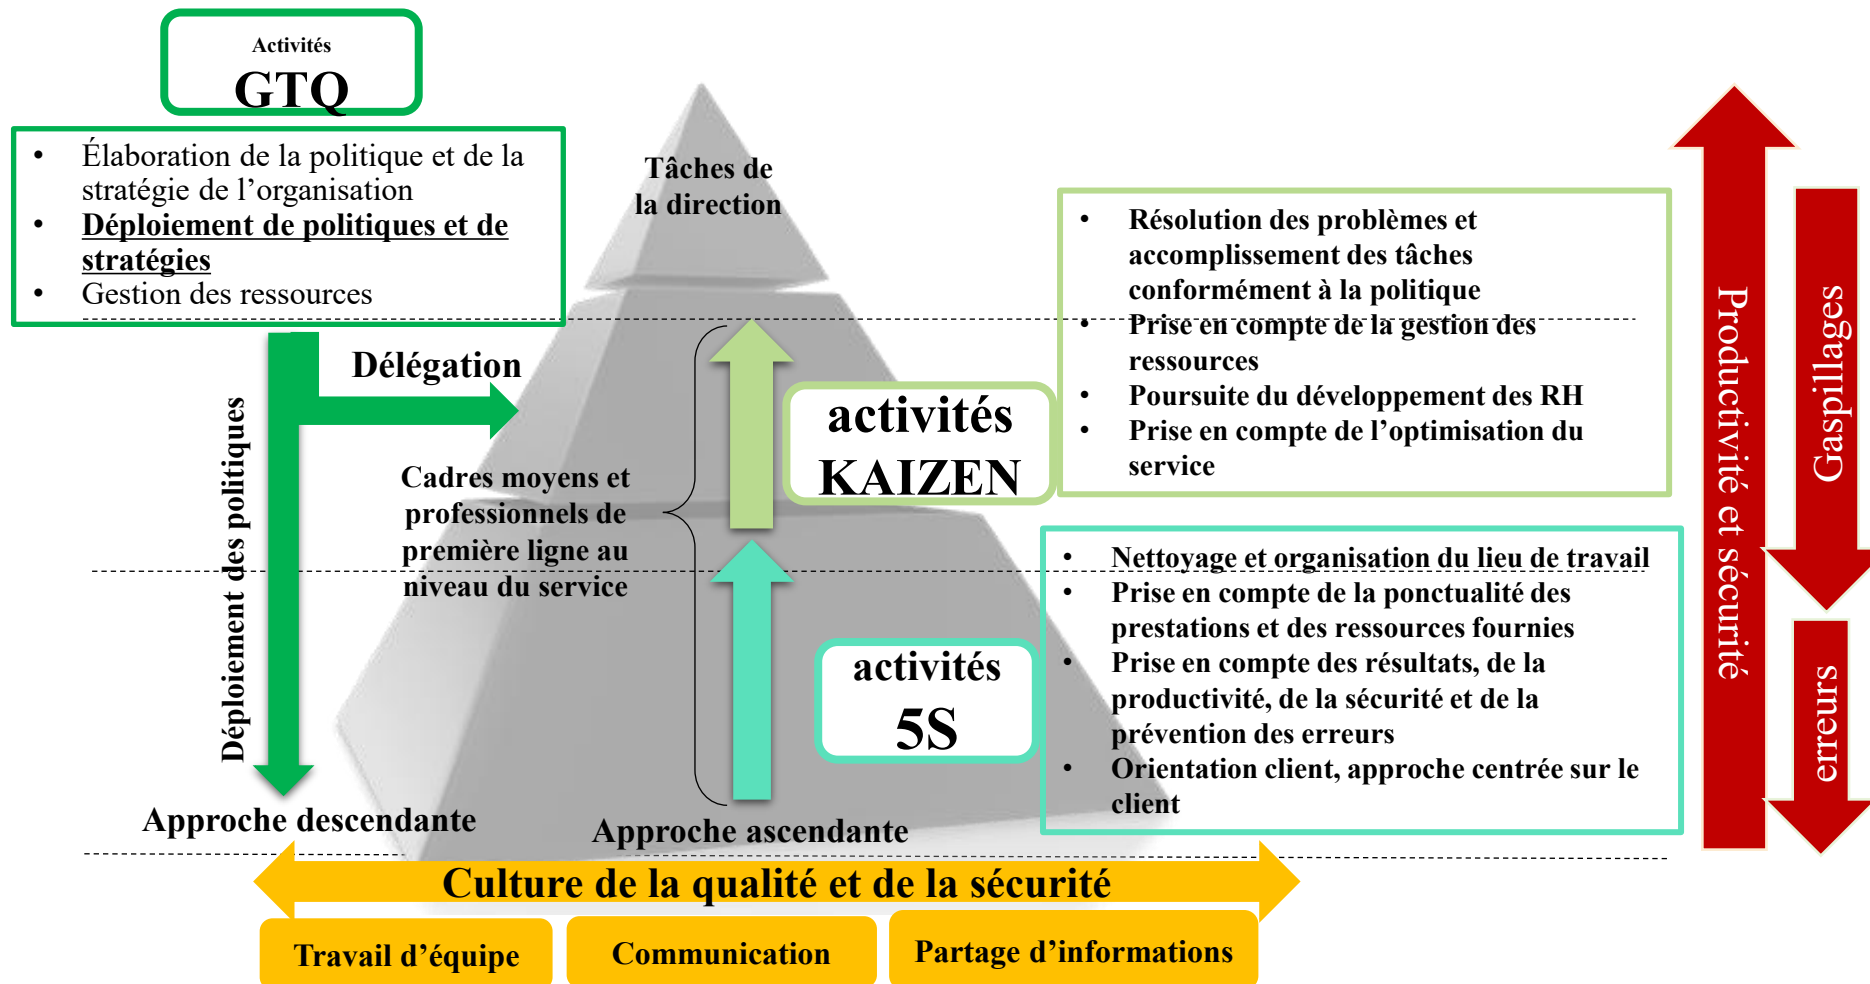 Activités
GTQ
• Élaboration de la politique et de la
stratégie de l’organisation
• Déploiement de politiques et de
stratégies
• Gestion des ressources
Tâches de
la direction
Délégation
Déploiement des politiques
Cadres moyens et
professionnels de
première ligne au
niveau du service
activités
KAIZEN
• Résolution des problèmes et
accomplissement des tâches
conformément à la politique
• Prise en compte de la gestion des
ressources
• Poursuite du développement des RH
• Prise en compte de l’optimisation du
service
activités
5S
• Nettoyage et organisation du lieu de travail
• Prise en compte de la ponctualité des
prestations et des ressources fournies
• Prise en compte des résultats, de la
productivité, de la sécurité et de la
prévention des erreurs
• Orientation client, approche centrée sur le
client
Productivité et sécurité
Gaspillages
erreurs
Approche descendante
Approche ascendante
Culture de la qualité et de la sécurité
Travail d’équipe
Communication
Partage d’informations